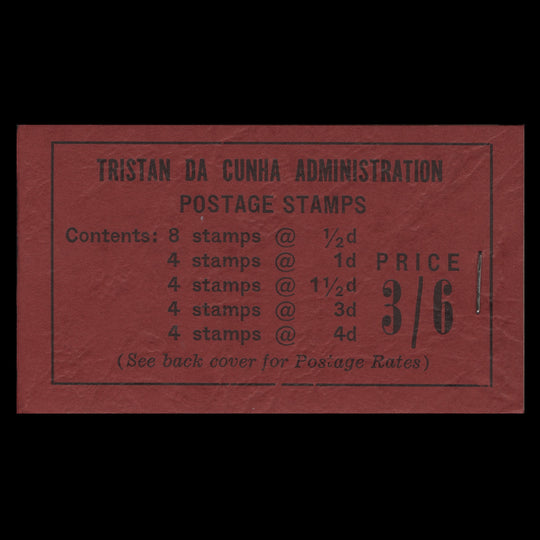 TRISTAN DA CUNHA ADMINISTRATION
POSTAGE STAMPS
Contents: 8 stamps @ ½d
4 stamps @ 1d
4 stamps @ 1½d
4 stamps @ 3d
4 stamps @ 4d
PRICE
3/6
(See back cover for Postage Rates)